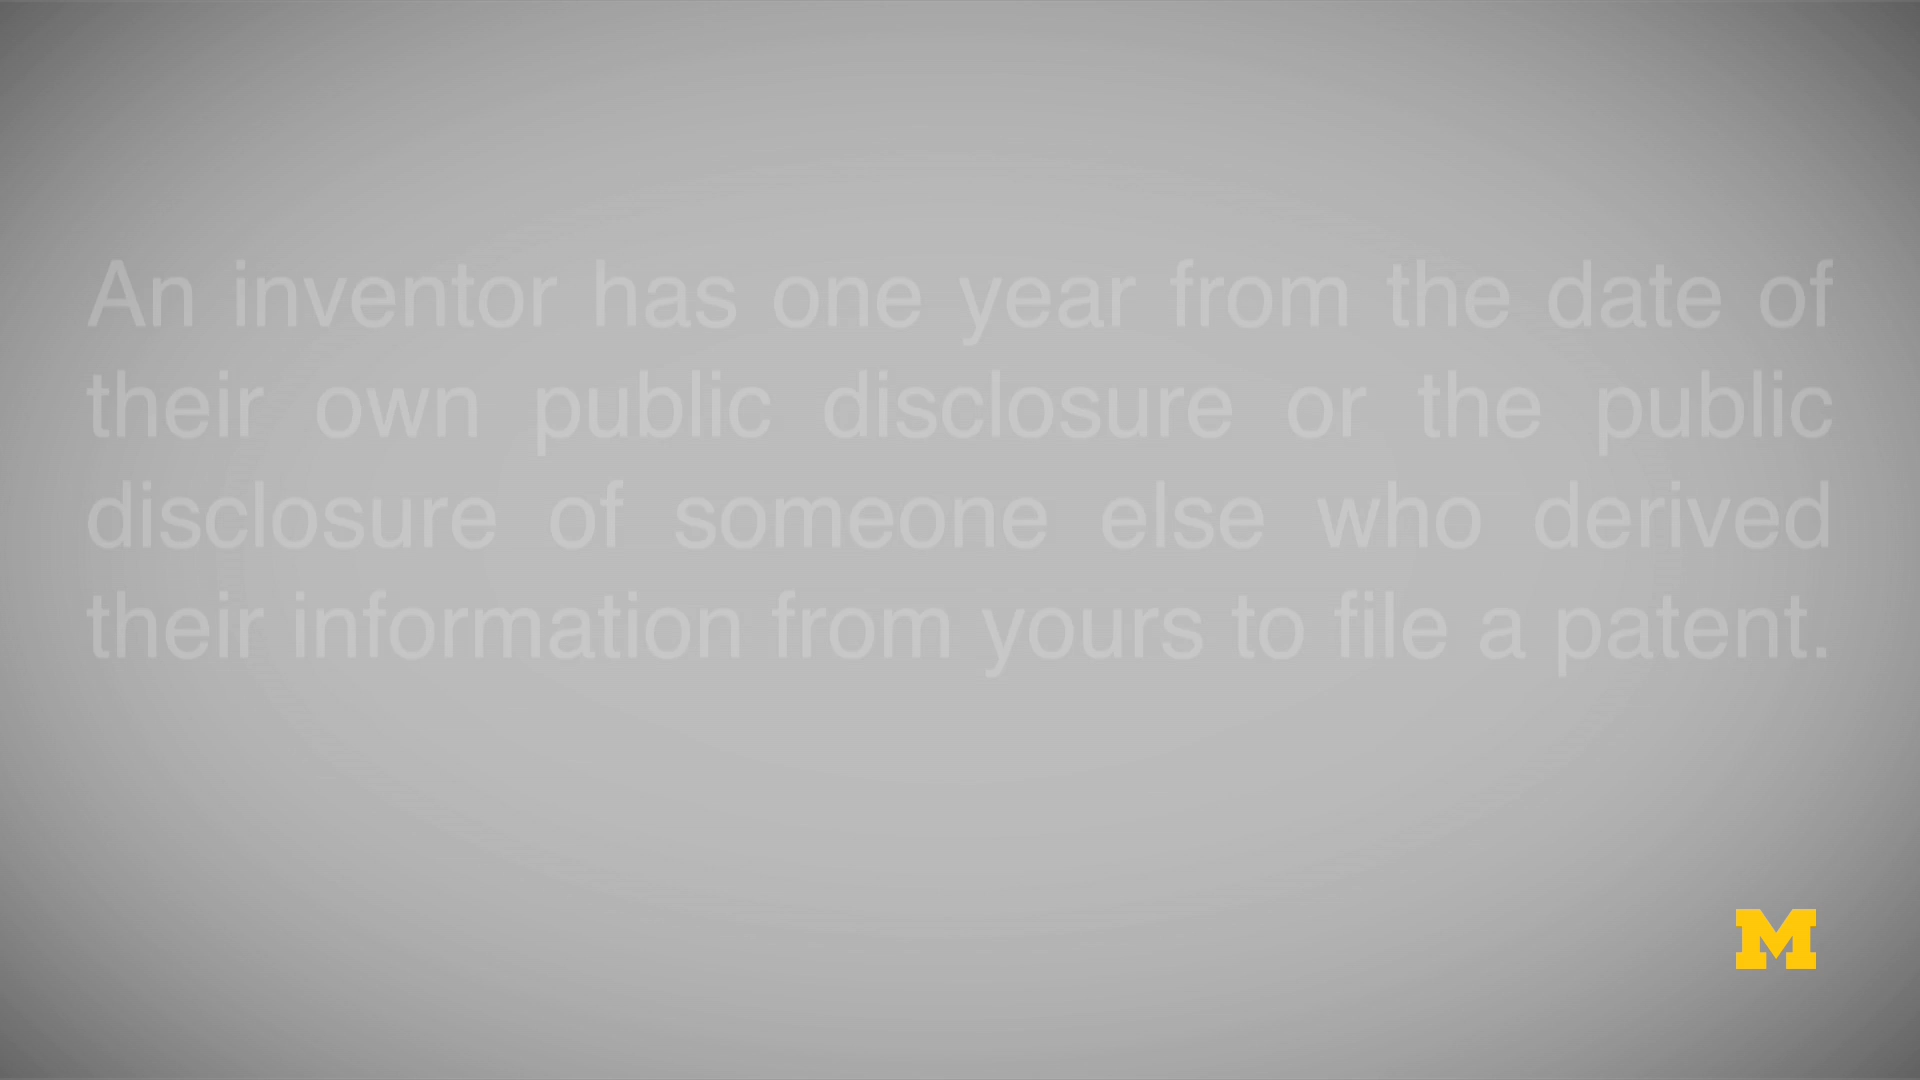 An inventor has one year from the date of
their own public disclosure or the public
disclosure of someone else who derived
their information from yours to file a patent.
M